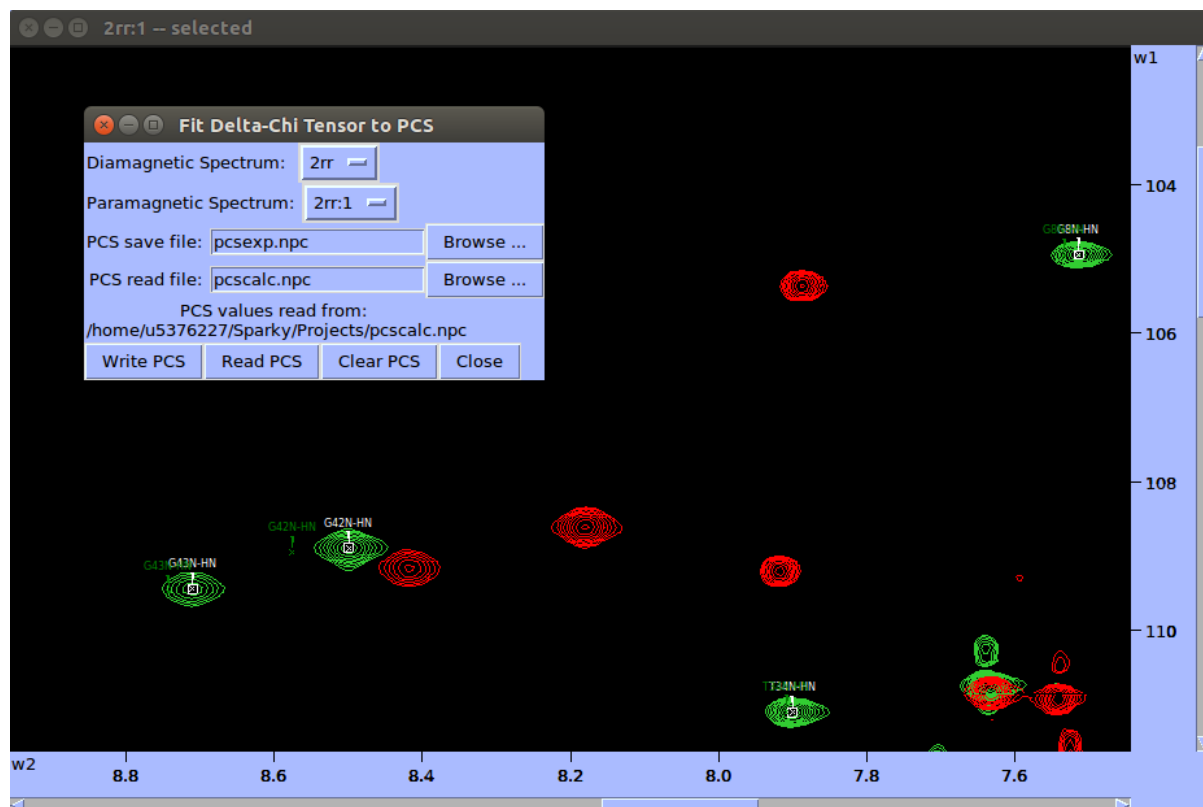 2rr:1 -- selected
w1
Fit Delta-Chi Tensor to PCS
Diamagnetic Spectrum: 2rr
Paramagnetic Spectrum: 2rr:1
PCS save file: pcsexp.npc Browse ...
PCS read file: pcscalc.npc Browse ...
PCS values read from:
/home/u5376227/Sparky/Projects/pcscalc.npc
Write PCS Read PCS Clear PCS Close
104
G8N-HN
106
108
G42N-HN G42N-HN
G43N-HN
110
T34N-HN
w2
8.8 8.6 8.4 8.2 8.0 7.8 7.6